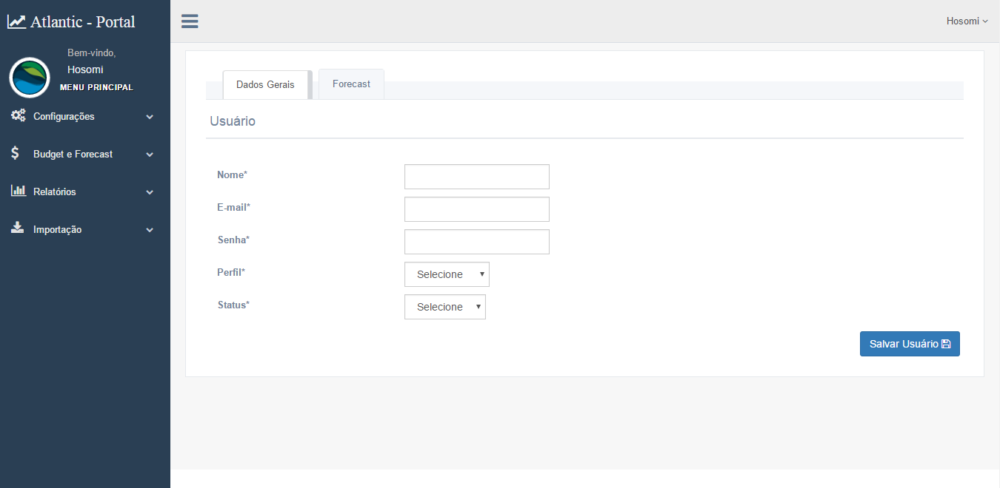 Atlantic - Portal
Hosomi
Bem-vindo,
Hosomi
MENU PRINCIPAL
Configurações
Budget e Forecast
Relatórios
Importação
Dados Gerais
Forecast
Usuário
Nome*
E-mail*
Senha*
Perfil* Selecione
Status* Selecione
Salvar Usuário